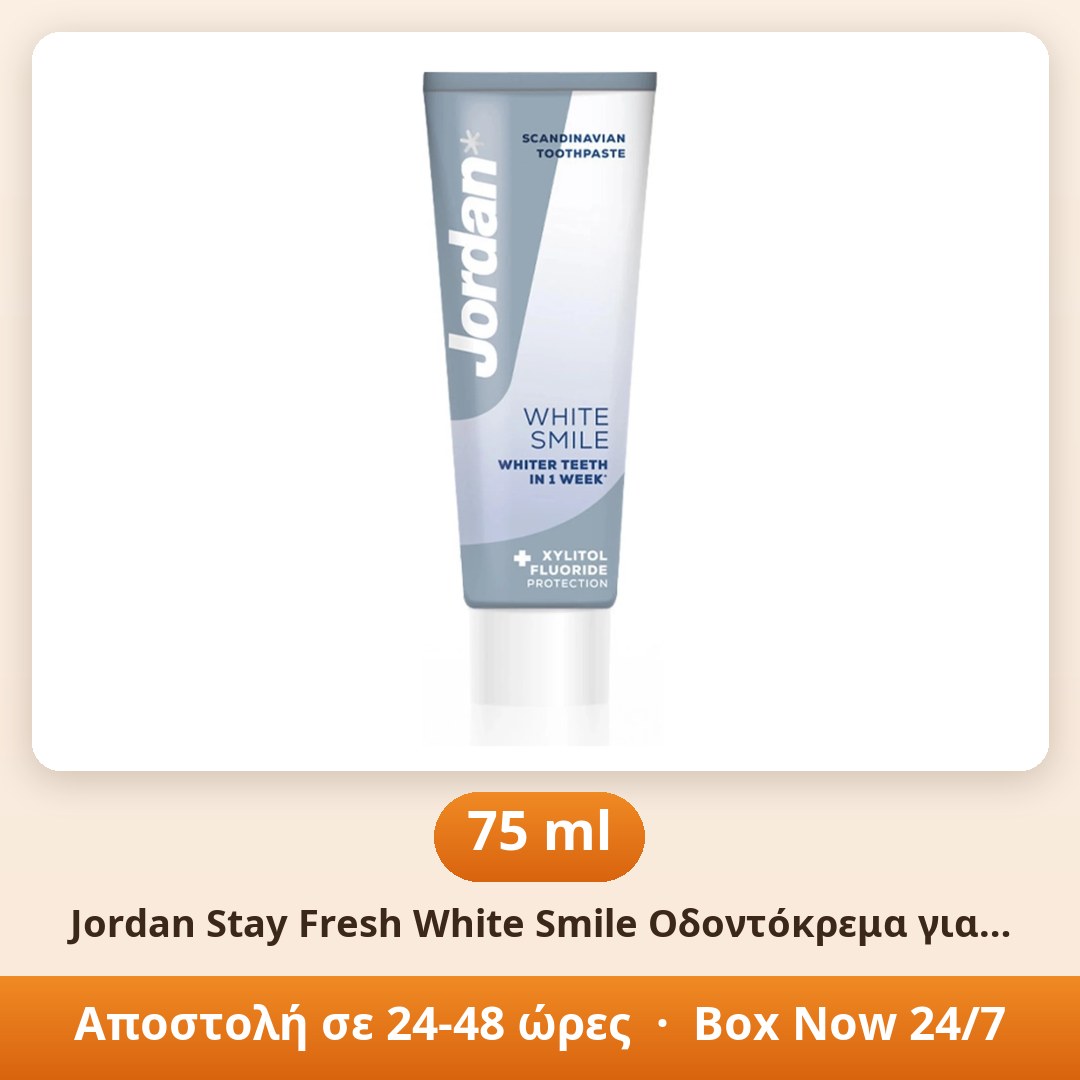 Jordan*
SCANDINAVIAN
TOOTHPASTE
WHITE
SMILE
WHITER TEETH
IN 1 WEEK*
+ XYLITOL
FLUORIDE
PROTECTION
75 ml
Jordan Stay Fresh White Smile Οδοντόκρεμα για...
Αποστολή σε 24-48 ώρες · Box Now 24/7